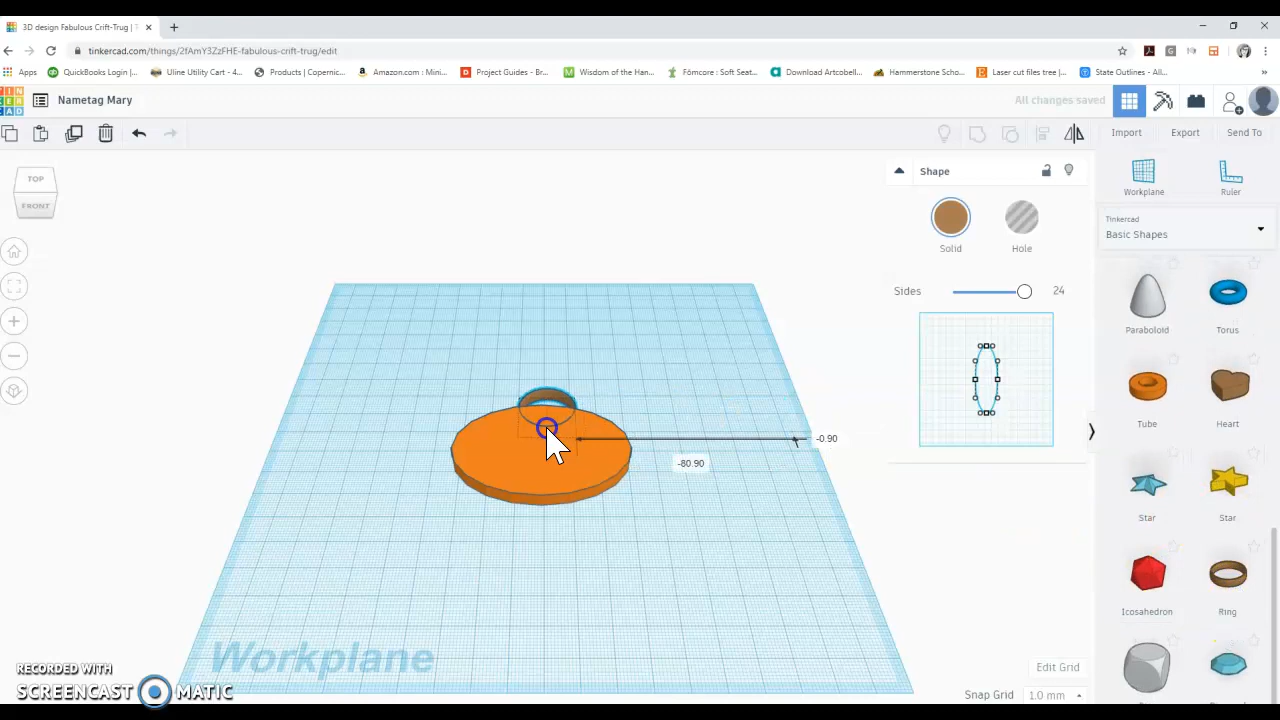 3D design Fabulous Crift-Trug | T
tinkercad.com/things/2fAmY3ZzFHE-fabulous-crift-trug/edit
Apps QuickBooks Login |... Uline Utility Cart - 4... Products | Copernic... Amazon.com : Mini... Project Guides - Br... Wisdom of the Han... Fōmcore : Soft Seat... Download Artcobell... Hammerstone Scho... Laser cut files tree |... State Outlines - All... »
TINKERCAD
Nametag Mary
All changes saved
Import Export Send To
TOP
FRONT
Shape
Solid Hole
Sides 24
Workplane Ruler
Tinkercad
Basic Shapes
Paraboloid Torus
Tube Heart
Star Star
Icosahedron Ring
-0.90
-80.90
Workplane
Edit Grid
Snap Grid 1.0 mm
RECORDED WITH
SCREENCAST MATIC